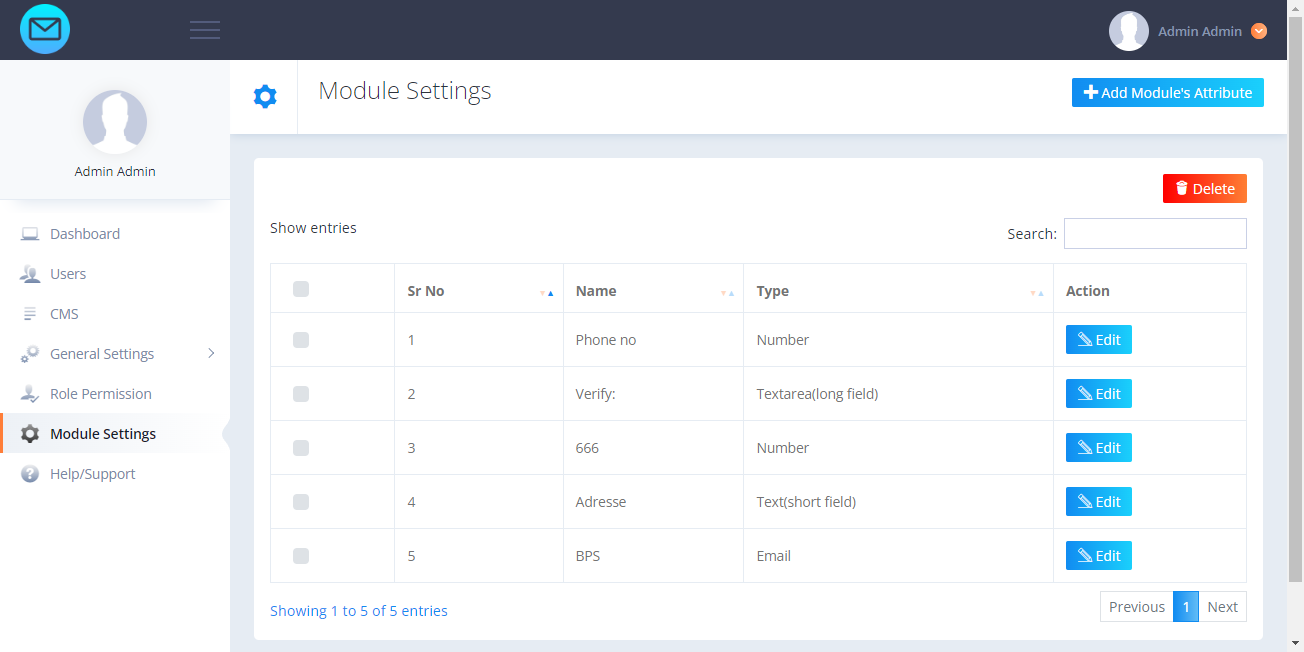 Admin Admin
Module Settings
Add Module's Attribute
Admin Admin
Dashboard
Users
CMS
General Settings
Role Permission
Module Settings
Help/Support
Delete
Show entries
Search:
Sr No Name Type Action
1 Phone no Number Edit
2 Verify: Textarea(long field) Edit
3 666 Number Edit
4 Adresse Text(short field) Edit
5 BPS Email Edit
Showing 1 to 5 of 5 entries
Previous 1 Next